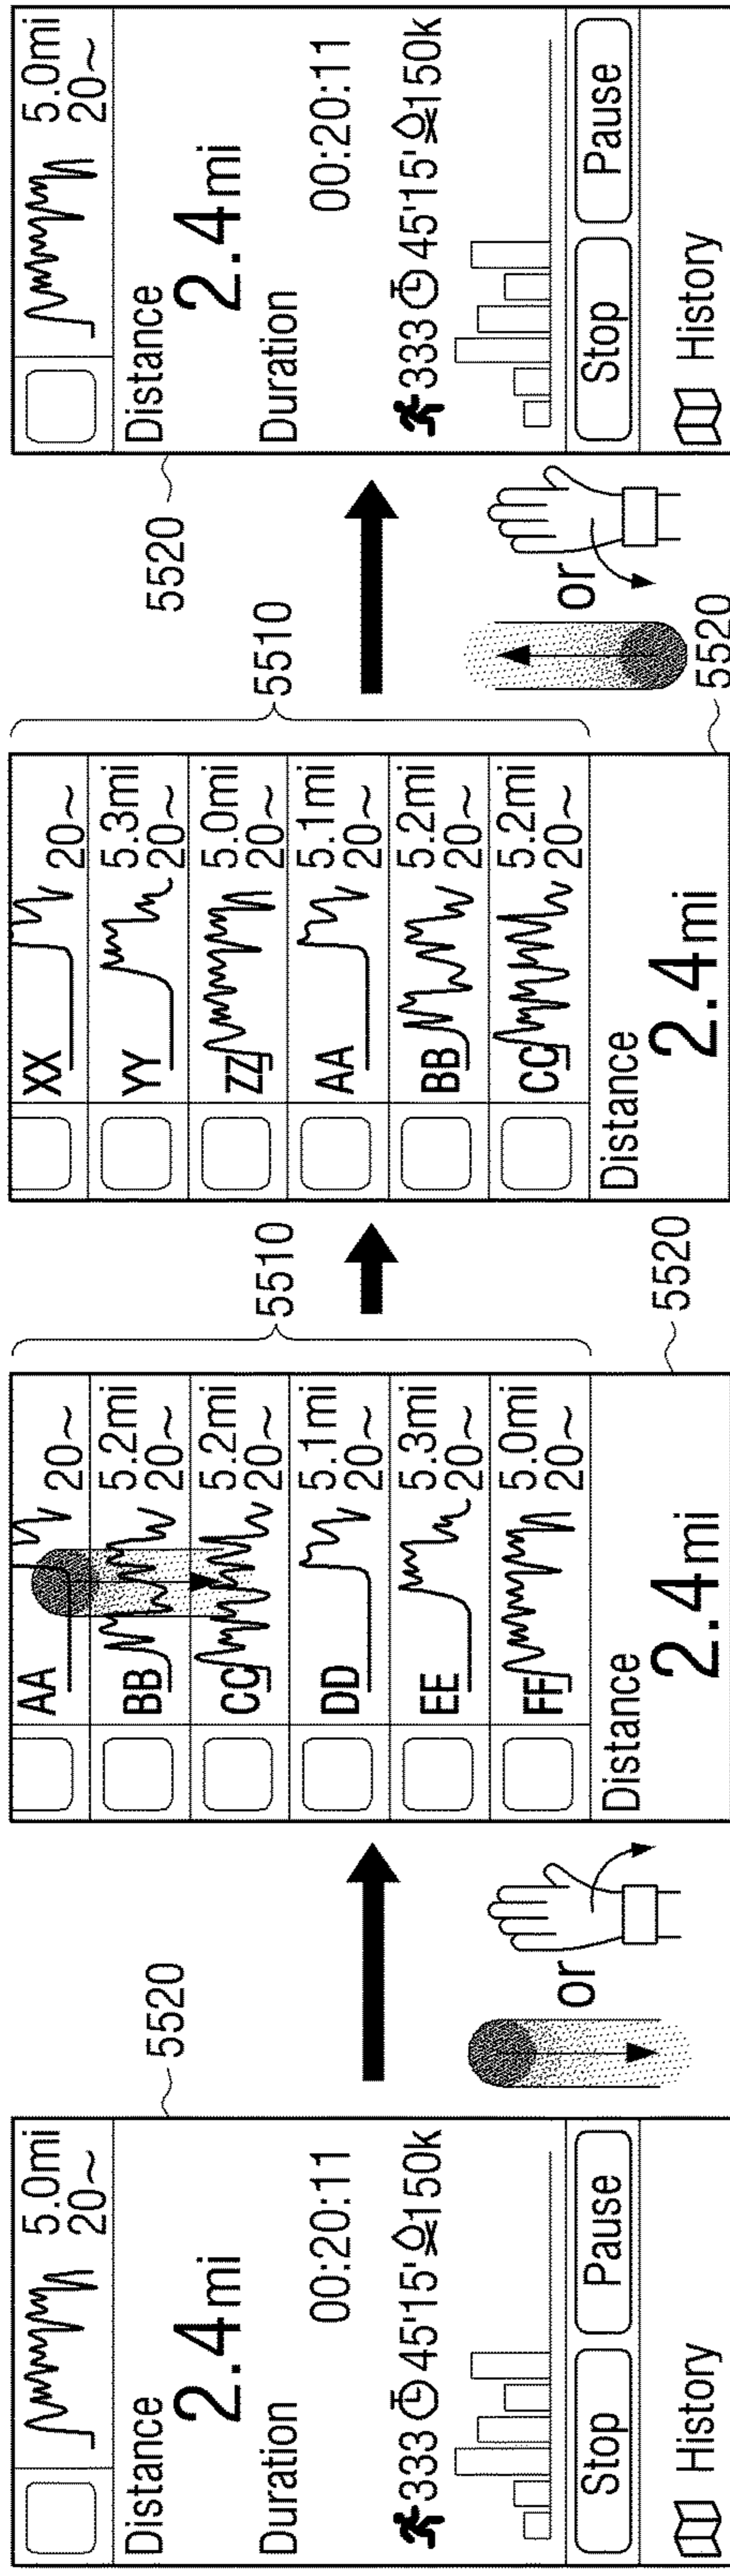 5.0mi
20~
Distance
2.4mi
Duration
00:20:11
333 45'15' 150k
Stop Pause
History
5520
or
AA 20~
BB 5.2mi
20~
CC 5.2mi
20~
DD 5.1mi
20~
EE 5.3mi
20~
FF 5.0mi
20~
Distance
2.4mi
5510
5520
XX 20~
YY 5.3mi
20~
ZZ 5.0mi
20~
AA 5.1mi
20~
BB 5.2mi
20~
CC 5.2mi
20~
Distance
2.4mi
5510
5520
or
5520
5.0mi
20~
Distance
2.4mi
Duration
00:20:11
333 45'15' 150k
Stop Pause
History